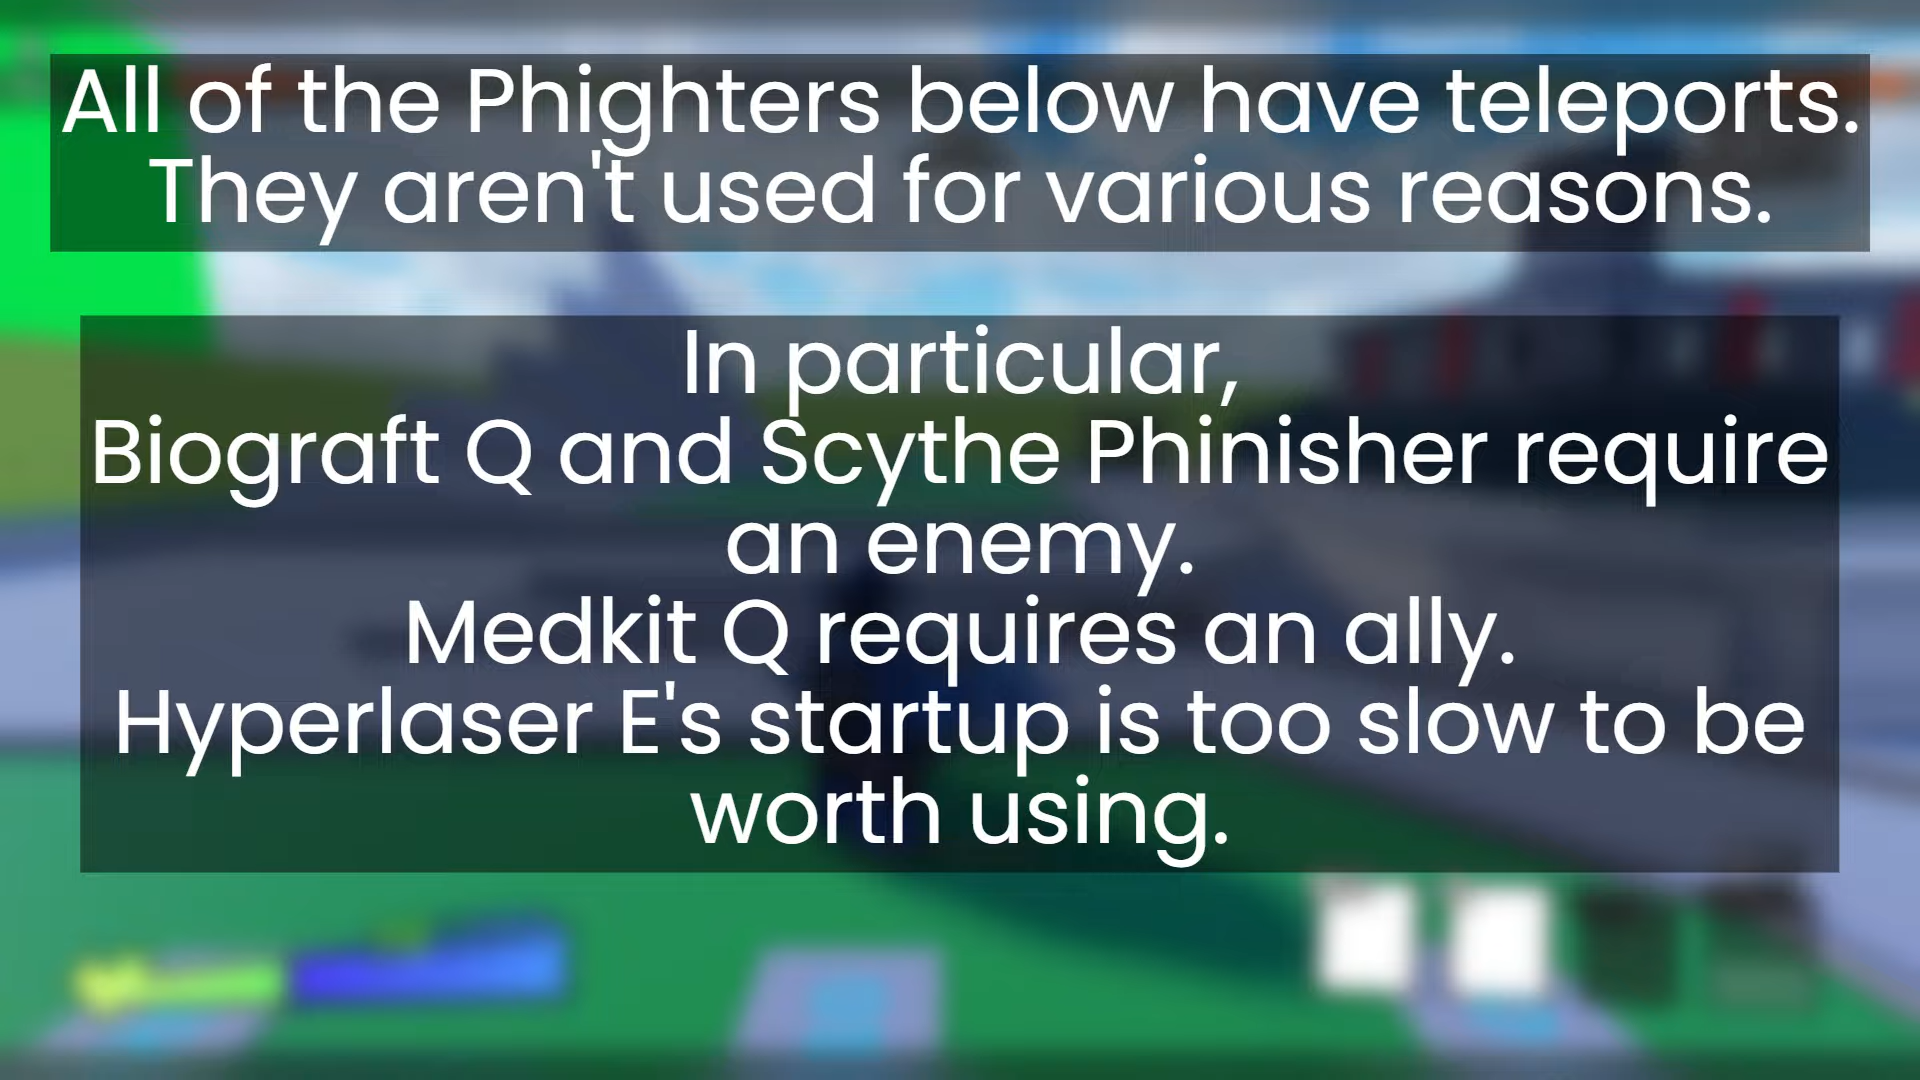 All of the Phighters below have teleports.
They aren't used for various reasons.
In particular,
Biograft Q and Scythe Phinisher require
an enemy.
Medkit Q requires an ally.
Hyperlaser E's startup is too slow to be
worth using.